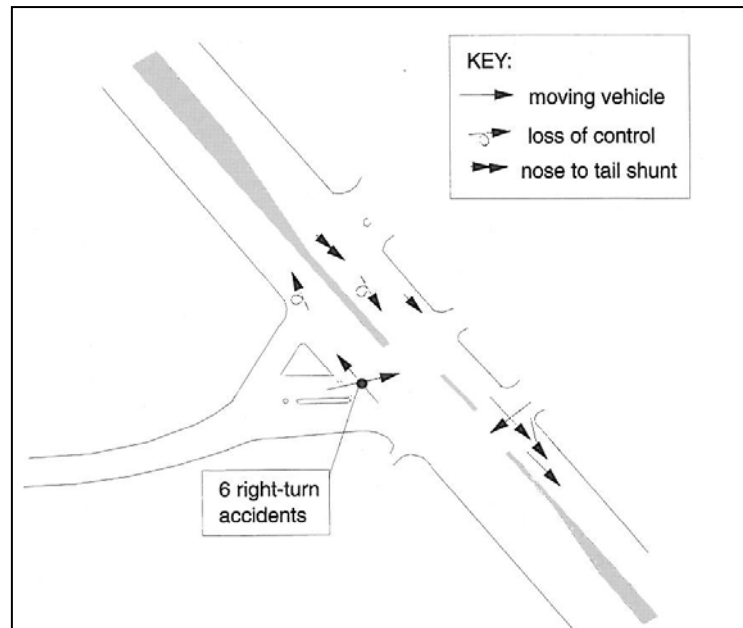 KEY:
moving vehicle
loss of control
nose to tail shunt
6 right-turn
accidents